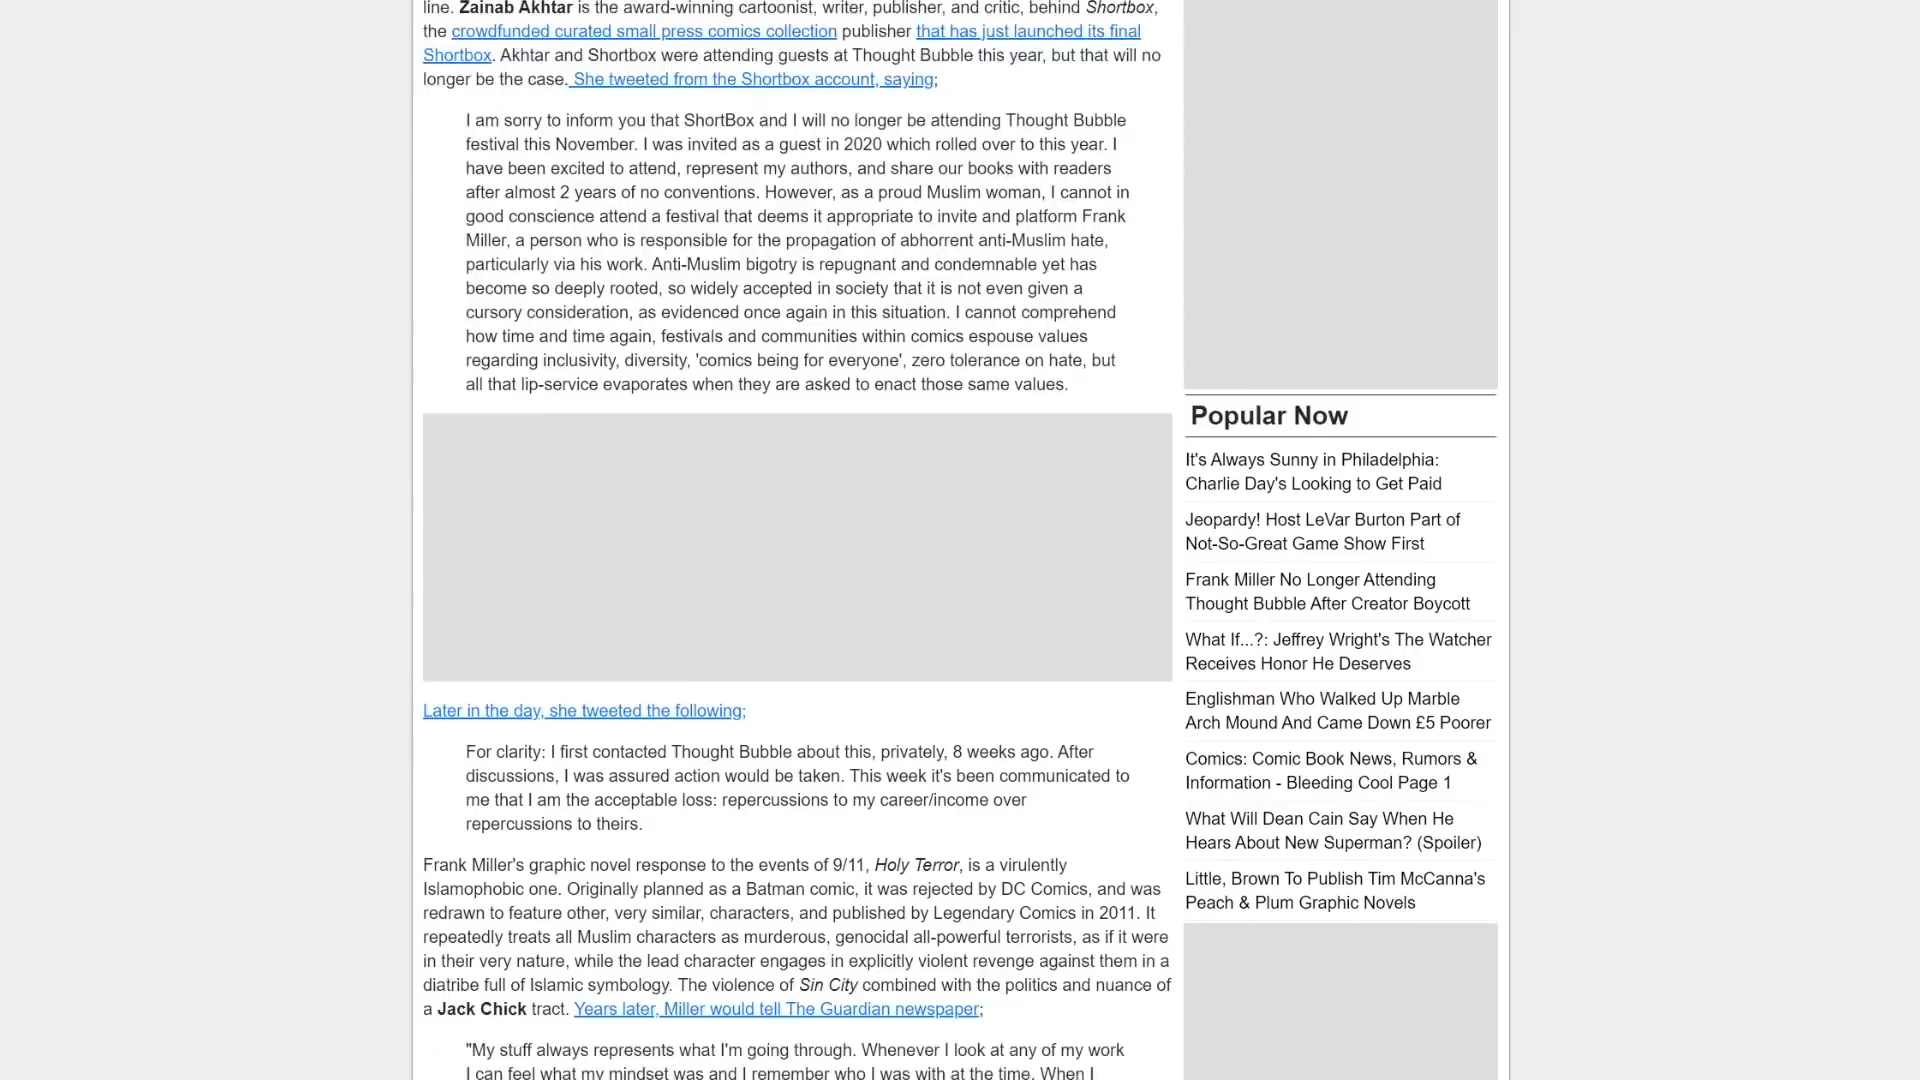 line. Zainab Akhtar is the award-winning cartoonist, writer, publisher, and critic, behind Shortbox,
the crowdfunded curated small press comics collection publisher that has just launched its final
Shortbox. Akhtar and Shortbox were attending guests at Thought Bubble this year, but that will no
longer be the case. She tweeted from the Shortbox account, saying;
I am sorry to inform you that ShortBox and I will no longer be attending Thought Bubble
festival this November. I was invited as a guest in 2020 which rolled over to this year. I
have been excited to attend, represent my authors, and share our books with readers
after almost 2 years of no conventions. However, as a proud Muslim woman, I cannot in
good conscience attend a festival that deems it appropriate to invite and platform Frank
Miller, a person who is responsible for the propagation of abhorrent anti-Muslim hate,
particularly via his work. Anti-Muslim bigotry is repugnant and condemnable yet has
become so deeply rooted, so widely accepted in society that it is not even given a
cursory consideration, as evidenced once again in this situation. I cannot comprehend
how time and time again, festivals and communities within comics espouse values
regarding inclusivity, diversity, 'comics being for everyone', zero tolerance on hate, but
all that lip-service evaporates when they are asked to enact those same values.
Later in the day, she tweeted the following;
For clarity: I first contacted Thought Bubble about this, privately, 8 weeks ago. After
discussions, I was assured action would be taken. This week it's been communicated to
me that I am the acceptable loss: repercussions to my career/income over
repercussions to theirs.
Frank Miller's graphic novel response to the events of 9/11, Holy Terror, is a virulently
Islamophobic one. Originally planned as a Batman comic, it was rejected by DC Comics, and was
redrawn to feature other, very similar, characters, and published by Legendary Comics in 2011. It
repeatedly treats all Muslim characters as murderous, genocidal all-powerful terrorists, as if it were
in their very nature, while the lead character engages in explicitly violent revenge against them in a
diatribe full of Islamic symbology. The violence of Sin City combined with the politics and nuance of
a Jack Chick tract. Years later, Miller would tell The Guardian newspaper;
"My stuff always represents what I'm going through. Whenever I look at any of my work
I can feel what my mindset was and I remember who I was with at the time. When I
Popular Now
It's Always Sunny in Philadelphia:
Charlie Day's Looking to Get Paid
Jeopardy! Host LeVar Burton Part of
Not-So-Great Game Show First
Frank Miller No Longer Attending
Thought Bubble After Creator Boycott
What If...?: Jeffrey Wright's The Watcher
Receives Honor He Deserves
Englishman Who Walked Up Marble
Arch Mound And Came Down £5 Poorer
Comics: Comic Book News, Rumors &
Information - Bleeding Cool Page 1
What Will Dean Cain Say When He
Hears About New Superman? (Spoiler)
Little, Brown To Publish Tim McCanna's
Peach & Plum Graphic Novels